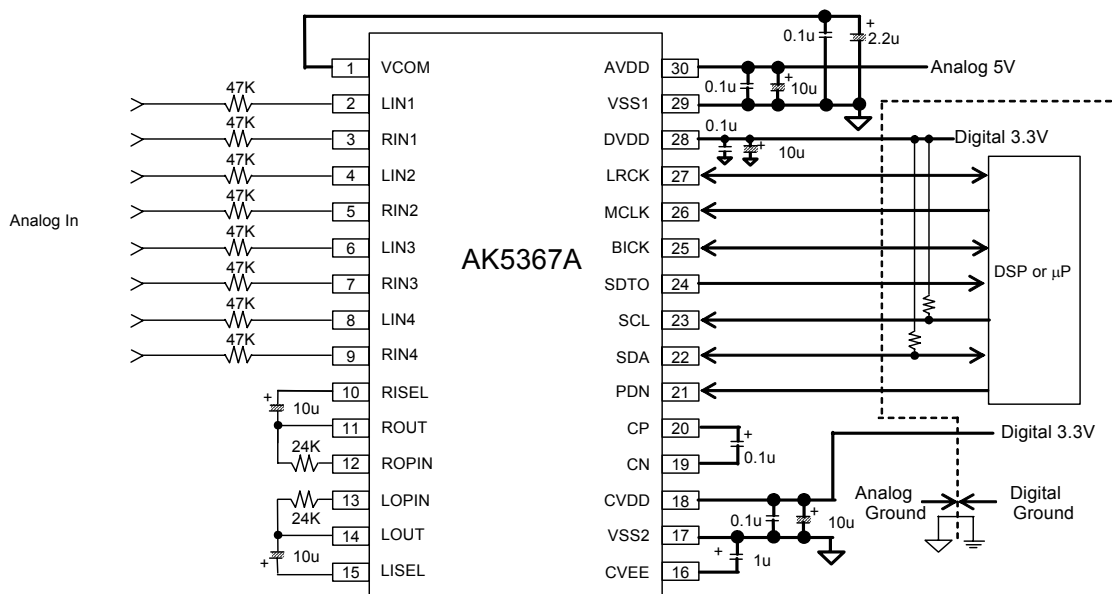 0.1u
+
2.2u
1 VCOM
AVDD 30
Analog 5V
47K
0.1u
+
10u
2 LIN1
VSS1 29
47K
0.1u
3 RIN1
DVDD 28
+
10u
Digital 3.3V
47K
4 LIN2
LRCK 27
47K
5 RIN2
MCLK 26
Analog In
47K
6 LIN3
BICK 25
AK5367A
DSP or µP
47K
7 RIN3
SDTO 24
47K
8 LIN4
SCL 23
47K
9 RIN4
SDA 22
10 RISEL
PDN 21
+
10u
11 ROUT
CP 20
+
0.1u
Digital 3.3V
24K
12 ROPIN
CN 19
13 LOPIN
CVDD 18
24K
0.1u
+
10u
Analog
Ground
Digital
Ground
14 LOUT
VSS2 17
+
10u
+
1u
15 LISEL
CVEE 16